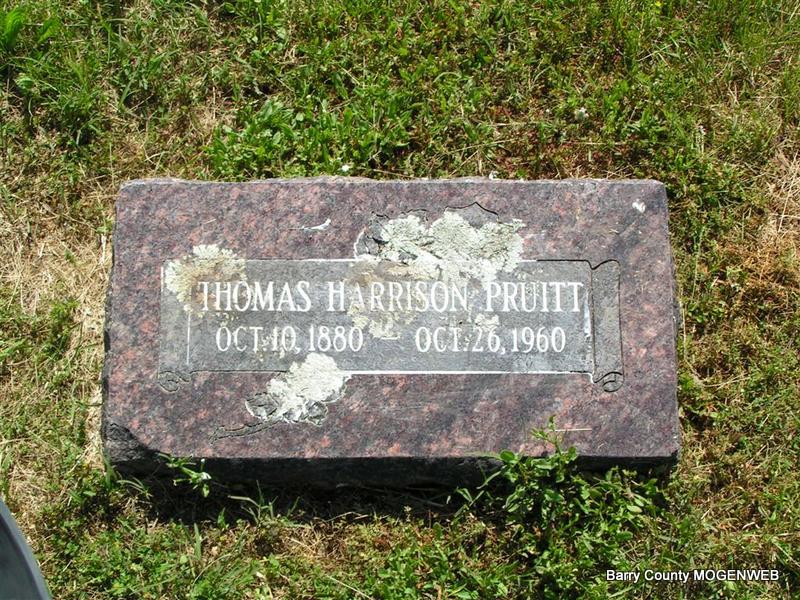 THOMAS HARRISON PRUITT
OCT. 10, 1880 OCT. 26, 1960
Barry County MOGENWEB